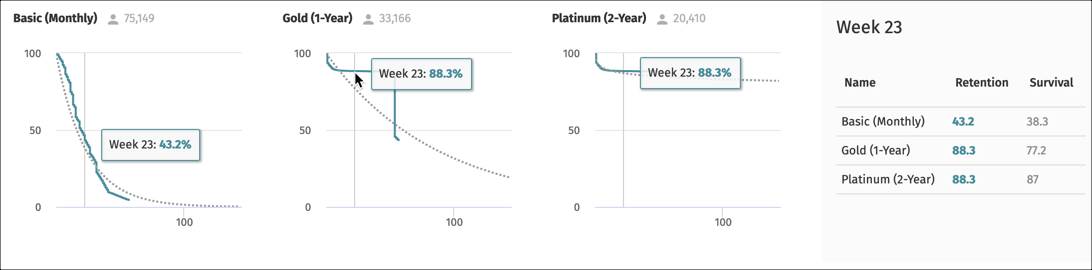 Basic (Monthly) 75,149
100
50
0
100
Week 23: 43.2%
Gold (1-Year) 33,166
100
50
0
100
Week 23: 88.3%
Platinum (2-Year) 20,410
100
50
0
100
Week 23: 88.3%
Week 23
Name Retention Survival
Basic (Monthly) 43.2 38.3
Gold (1-Year) 88.3 77.2
Platinum (2-Year) 88.3 87